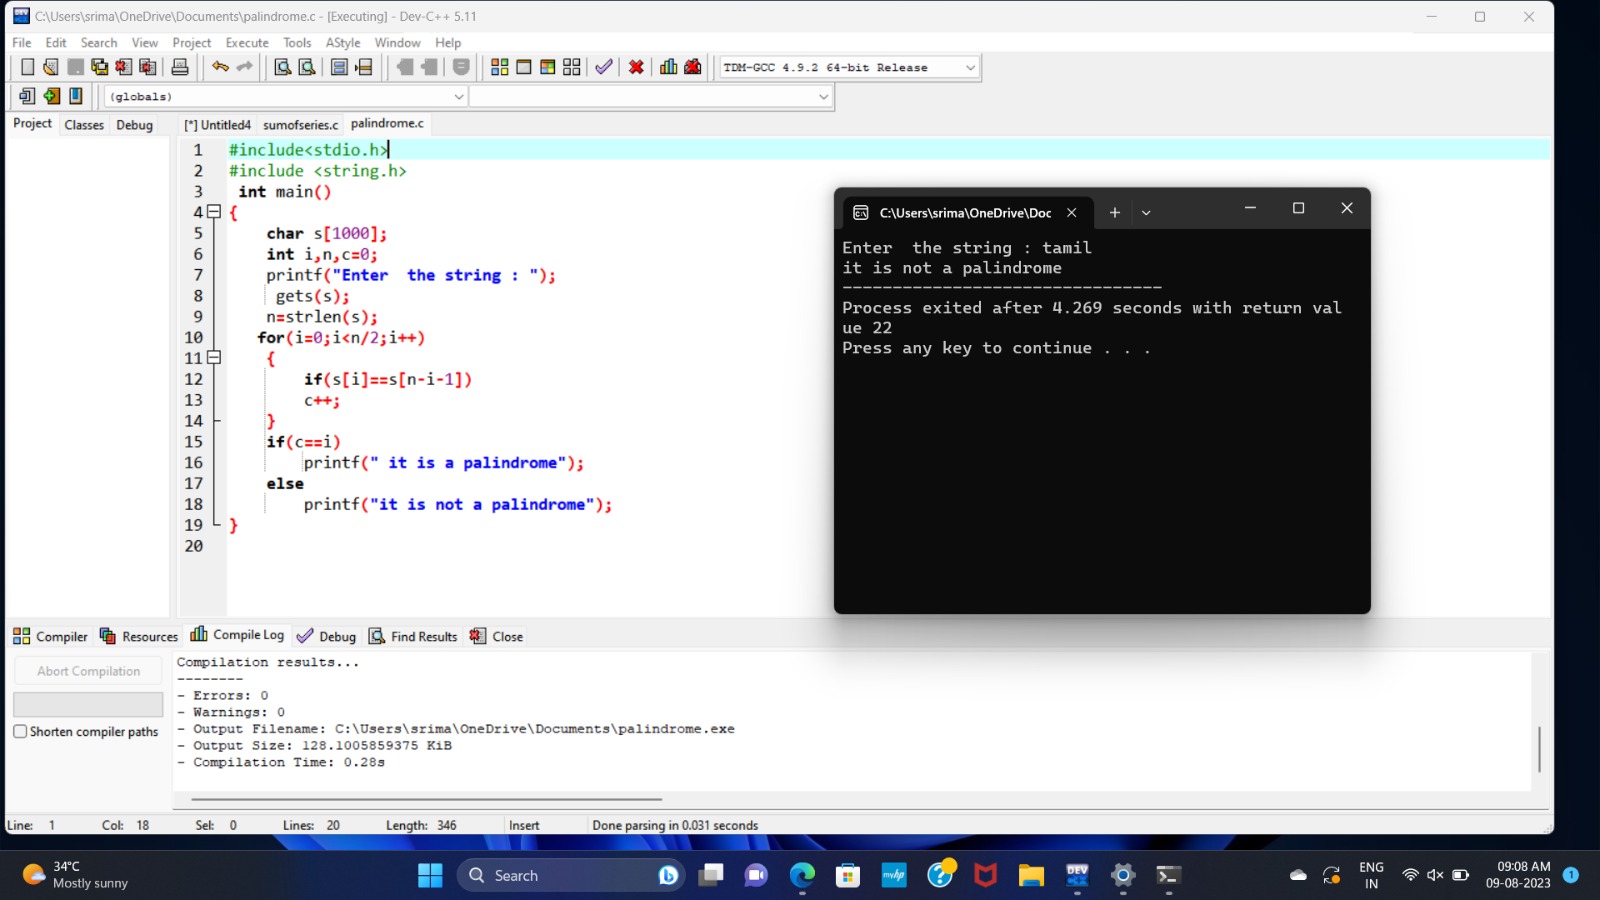 C:\Users\srima\OneDrive\Documents\palindrome.c - [Executing] - Dev-C++ 5.11
File Edit Search View Project Execute Tools AStyle Window Help
TDM-GCC 4.9.2 64-bit Release
(globals)
Project Classes Debug [*] Untitled4 sumofseries.c palindrome.c
1 #include<stdio.h>
2 #include <string.h>
3 int main()
4 {
5 char s[1000];
6 int i,n,c=0;
7 printf("Enter  the string : ");
8 gets(s);
9 n=strlen(s);
10 for(i=0;i<n/2;i++)
11 {
12 if(s[i]==s[n-i-1])
13 c++;
14 }
15 if(c==i)
16 printf(" it is a palindrome");
17 else
18 printf("it is not a palindrome");
19 }
20
C:\Users\srima\OneDrive\Doc
Enter  the string : tamil
it is not a palindrome
--------------------------------
Process exited after 4.269 seconds with return val
ue 22
Press any key to continue . . .
Compiler Resources Compile Log Debug Find Results Close
Abort Compilation
Shorten compiler paths
Compilation results...
--------
- Errors: 0
- Warnings: 0
- Output Filename: C:\Users\srima\OneDrive\Documents\palindrome.exe
- Output Size: 128.1005859375 KiB
- Compilation Time: 0.28s
Line: 1 Col: 18 Sel: 0 Lines: 20 Length: 346 Insert Done parsing in 0.031 seconds
34°C
Mostly sunny
Search
myhp
DEV
ENG
IN
09:08 AM
09-08-2023
1